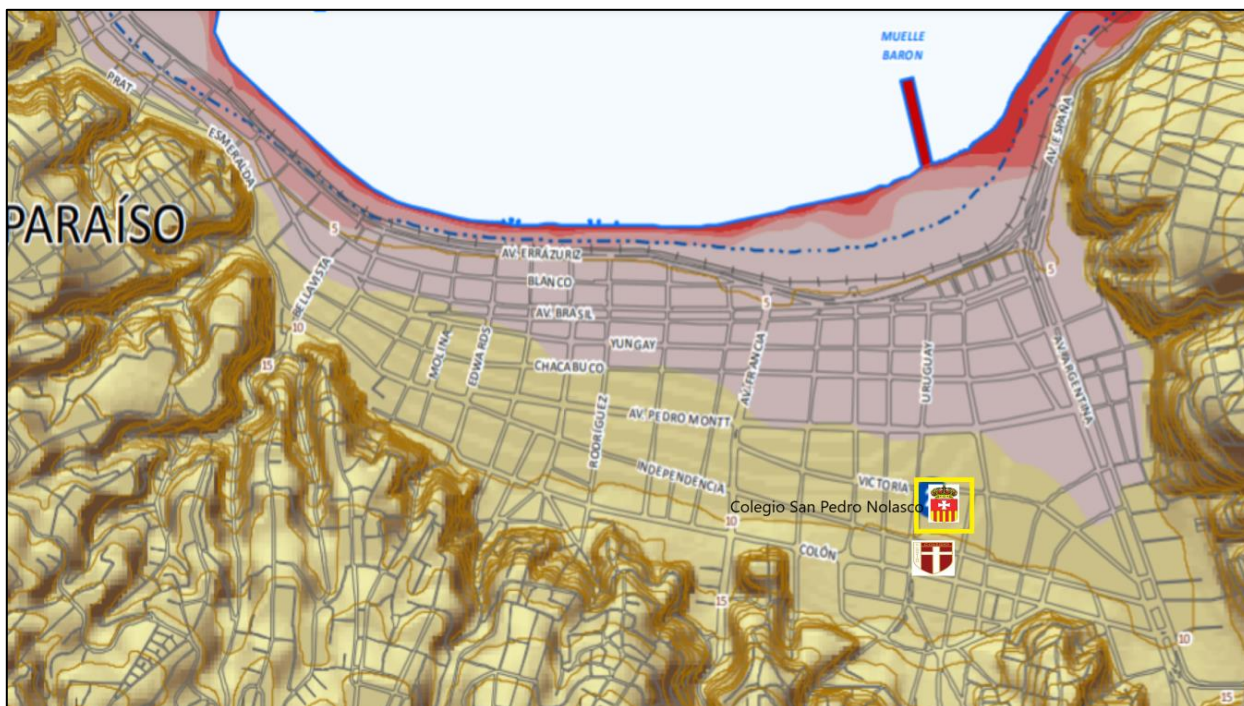 MUELLE
BARON
PRAT
ESMERALDA
AV. ESPAÑA
PARAÍSO
5
AV. ERRÁZURIZ
5
BELLAVISTA
BLANCO
5
10
AV. BRASIL
15
MOLINA
EDWARDS
YUNGAY
AV. FRANCIA
URUGUAY
AV. ARGENTINA
CHACABUCO
RODRÍGUEZ
AV. PEDRO MONTT
INDEPENDENCIA
VICTORIA
Colegio San Pedro Nolasco
10
COLÓN
15
10
15